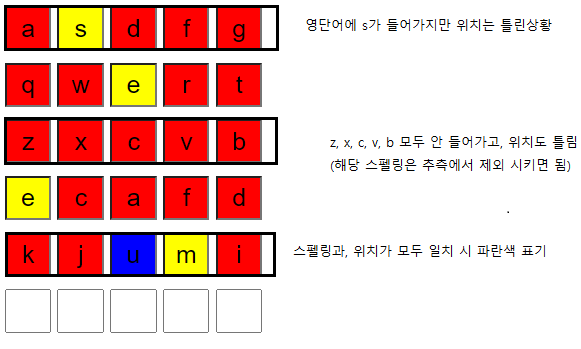 a s d f g
영단어에 s가 들어가지만 위치는 틀린상황
q w e r t
z x c v b
z, x, c, v, b 모두 안 들어가고, 위치도 틀림
(해당 스펠링은 추측에서 제외 시키면 됨)
e c a f d
.
k j u m i
스펠링과, 위치가 모두 일치 시 파란색 표기